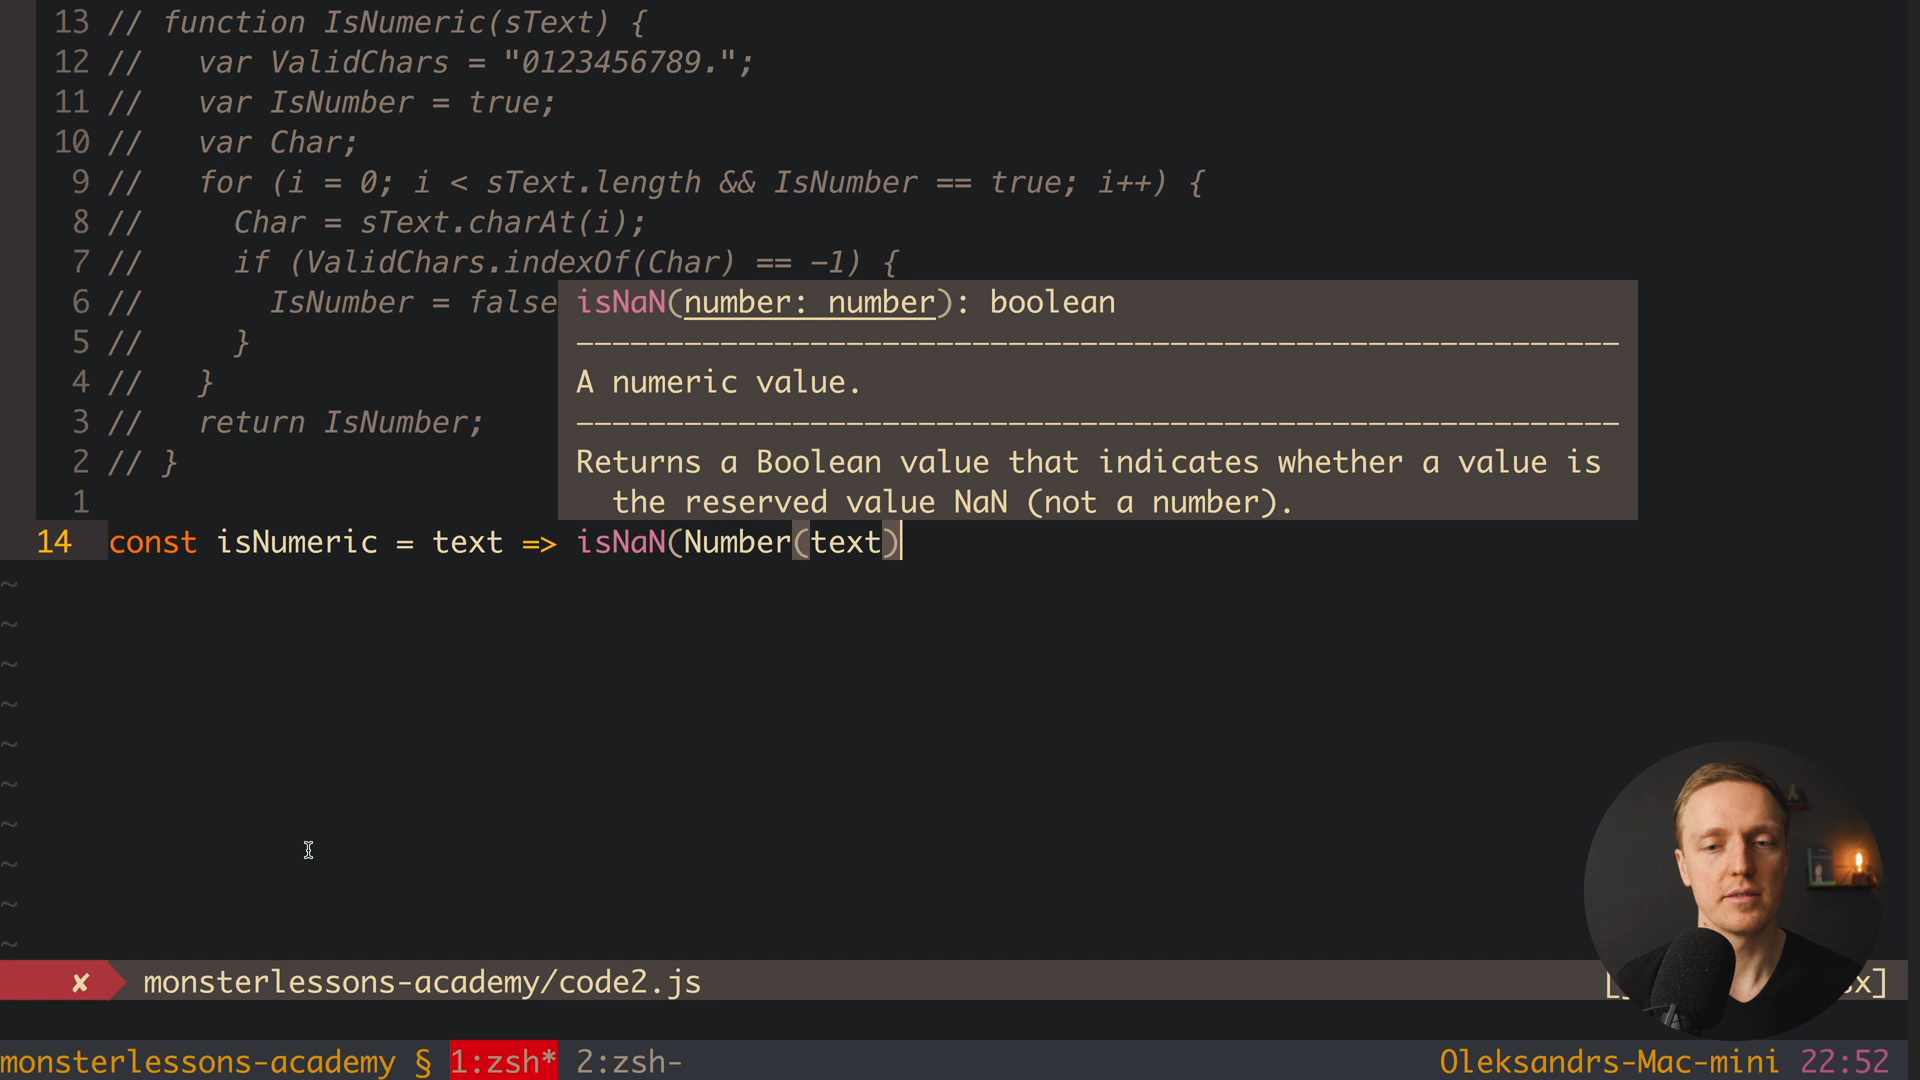 13 // function IsNumeric(sText) {
12 //   var ValidChars = "0123456789.";
11 //   var IsNumber = true;
10 //   var Char;
9 //   for (i = 0; i < sText.length && IsNumber == true; i++) {
8 //     Char = sText.charAt(i);
7 //     if (ValidChars.indexOf(Char) == -1) {
6 //       IsNumber = false
isNaN(number: number): boolean
5 //     }
4 //   }
A numeric value.
3 //   return IsNumber;
2 // }
Returns a Boolean value that indicates whether a value is
1
the reserved value NaN (not a number).
14 const isNumeric = text => isNaN(Number(text)
~
~
~
~
~
~
~
~
~
~
✘ monsterlessons-academy/code2.js
monsterlessons-academy § 1:zsh* 2:zsh- Oleksandrs-Mac-mini 22:52